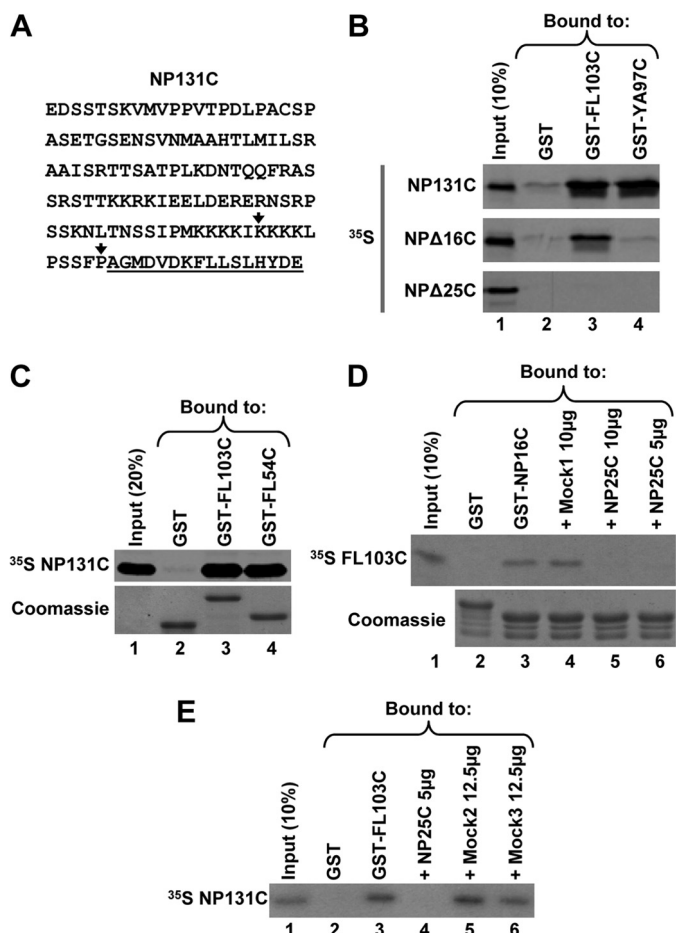 A
NP131C
EDSSTSKVMVPPVTPDLPACSP
ASETGSENSVNMAAHTLMILSR
AAISRTTSATPLKDNTQQFRAS
SRSTTKKRKIEELDERERNSRP
SSKNLTNSSIPMKKKKIKKKKL
PSSFPAGMDVDKFLLSLHYDE
B
Bound to:
Input (10%)
GST
GST-FL103C
GST-YA97C
35S
NP131C
NPΔ16C
NPΔ25C
1 2 3 4
C
Bound to:
Input (20%)
GST
GST-FL103C
GST-FL54C
35S NP131C
Coomassie
1 2 3 4
D
Bound to:
Input (10%)
GST
GST-NP16C
+ Mock1 10µg
+ NP25C 10µg
+ NP25C 5µg
35S FL103C
Coomassie
1 2 3 4 5 6
E
Bound to:
Input (10%)
GST
GST-FL103C
+ NP25C 5µg
+ Mock2 12.5µg
+ Mock3 12.5µg
35S NP131C
1 2 3 4 5 6